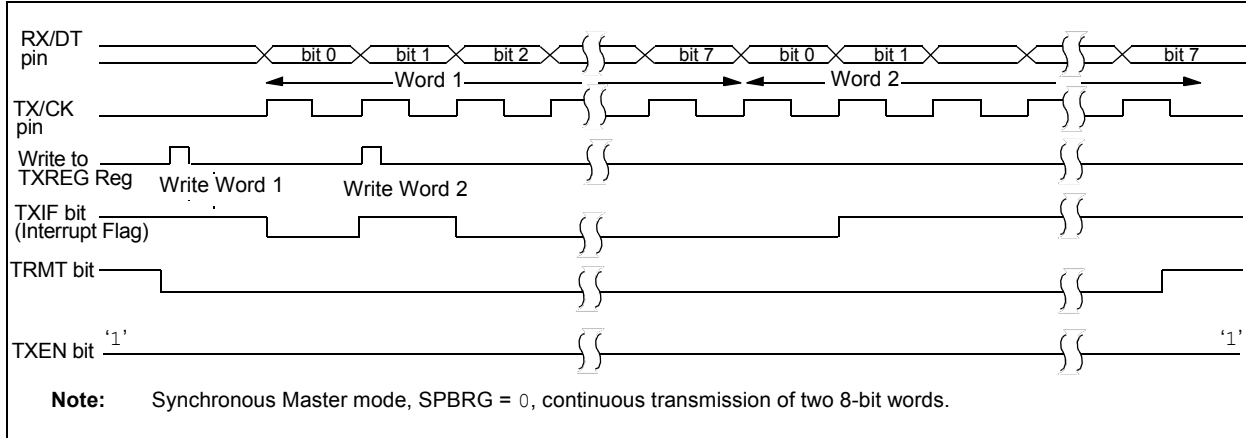 RX/DT
pin
bit 0 bit 1 bit 2 bit 7 bit 0 bit 1 bit 7
Word 1 Word 2
TX/CK
pin
Write to
TXREG Reg
Write Word 1 Write Word 2
TXIF bit
(Interrupt Flag)
TRMT bit
TXEN bit ‘1’ ‘1’
Note: Synchronous Master mode, SPBRG = 0, continuous transmission of two 8-bit words.